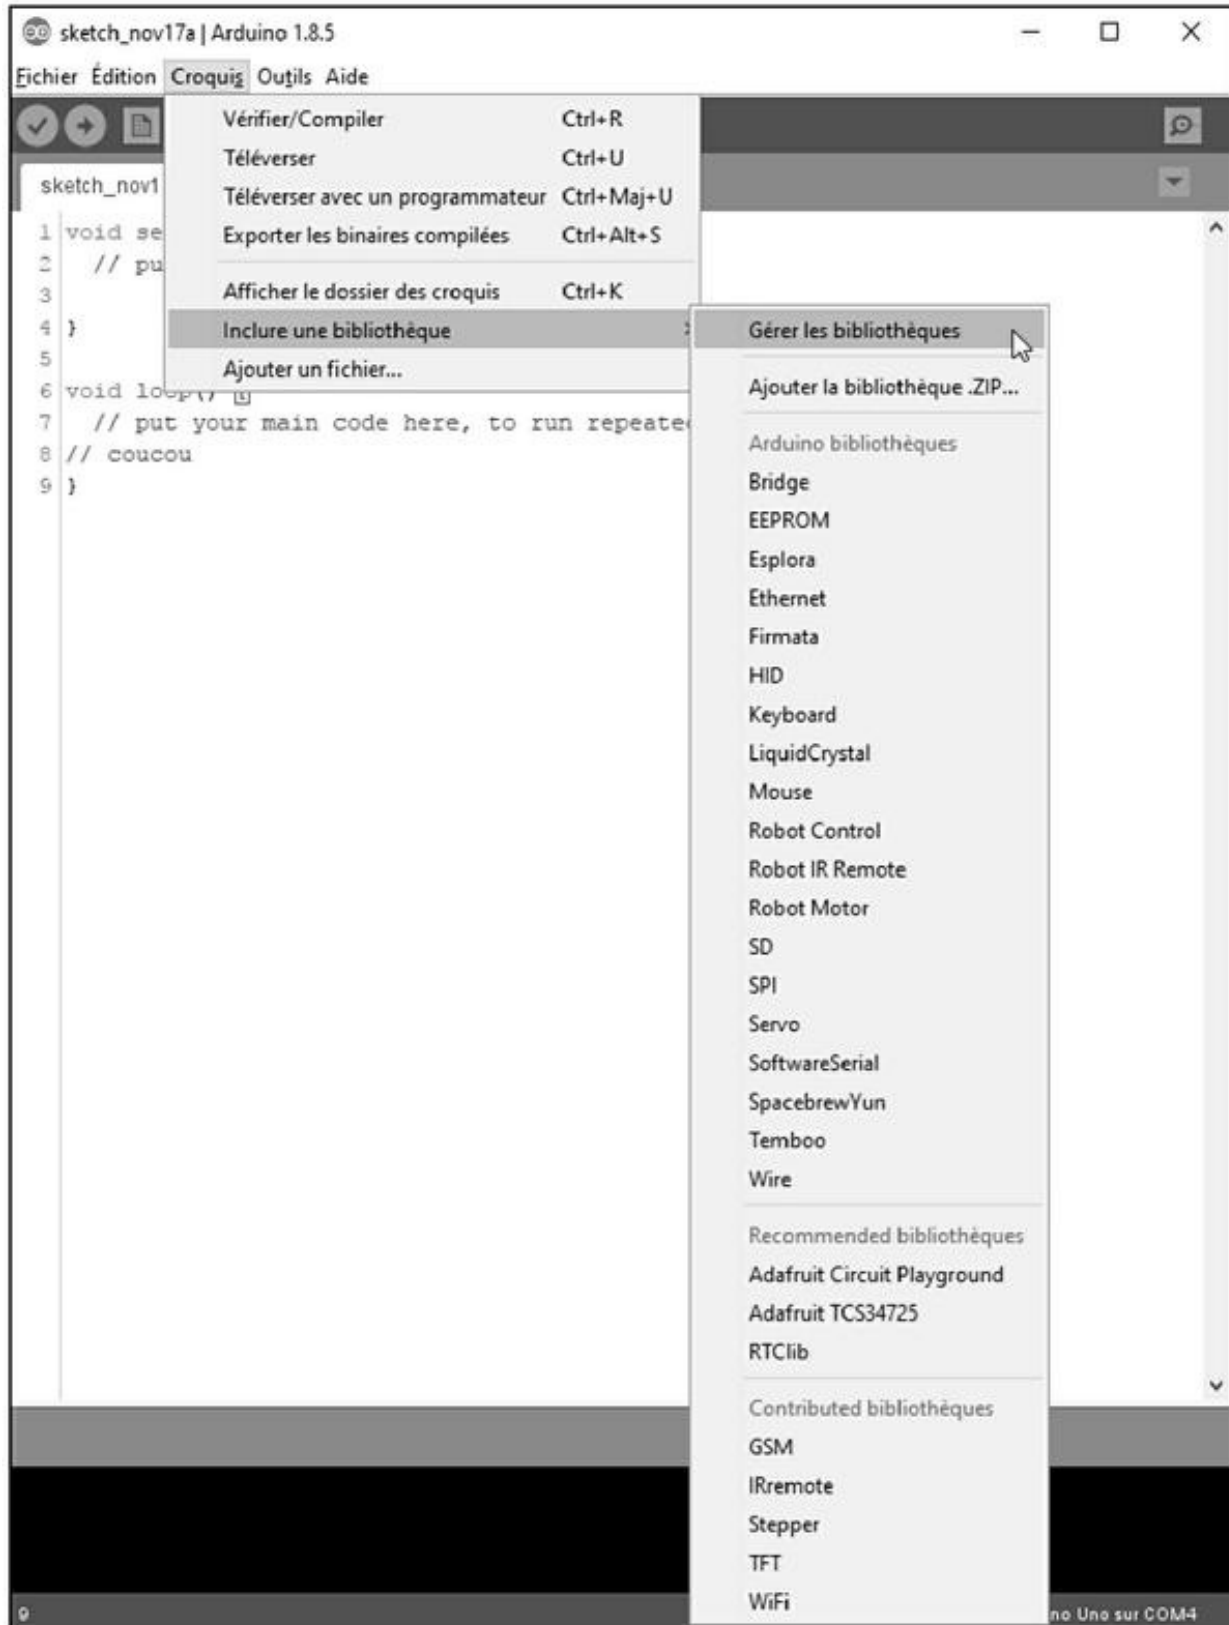 sketch_nov17a | Arduino 1.8.5
Fichier Édition Croquis Outils Aide
sketch_nov1
Vérifier/Compiler Ctrl+R
Téléverser Ctrl+U
Téléverser avec un programmateur Ctrl+Maj+U
Exporter les binaires compilées Ctrl+Alt+S
Afficher le dossier des croquis Ctrl+K
Inclure une bibliothèque
Ajouter un fichier...
1 void se
2 // pu
3
4 }
5
6 void loop() {
7 // put your main code here, to run repeated
8 // coucou
9 }
Gérer les bibliothèques
Ajouter la bibliothèque .ZIP...
Arduino bibliothèques
Bridge
EEPROM
Esplora
Ethernet
Firmata
HID
Keyboard
LiquidCrystal
Mouse
Robot Control
Robot IR Remote
Robot Motor
SD
SPI
Servo
SoftwareSerial
SpacebrewYun
Temboo
Wire
Recommended bibliothèques
Adafruit Circuit Playground
Adafruit TCS34725
RTClib
Contributed bibliothèques
GSM
IRremote
Stepper
TFT
WiFi
9
no Uno sur COM4